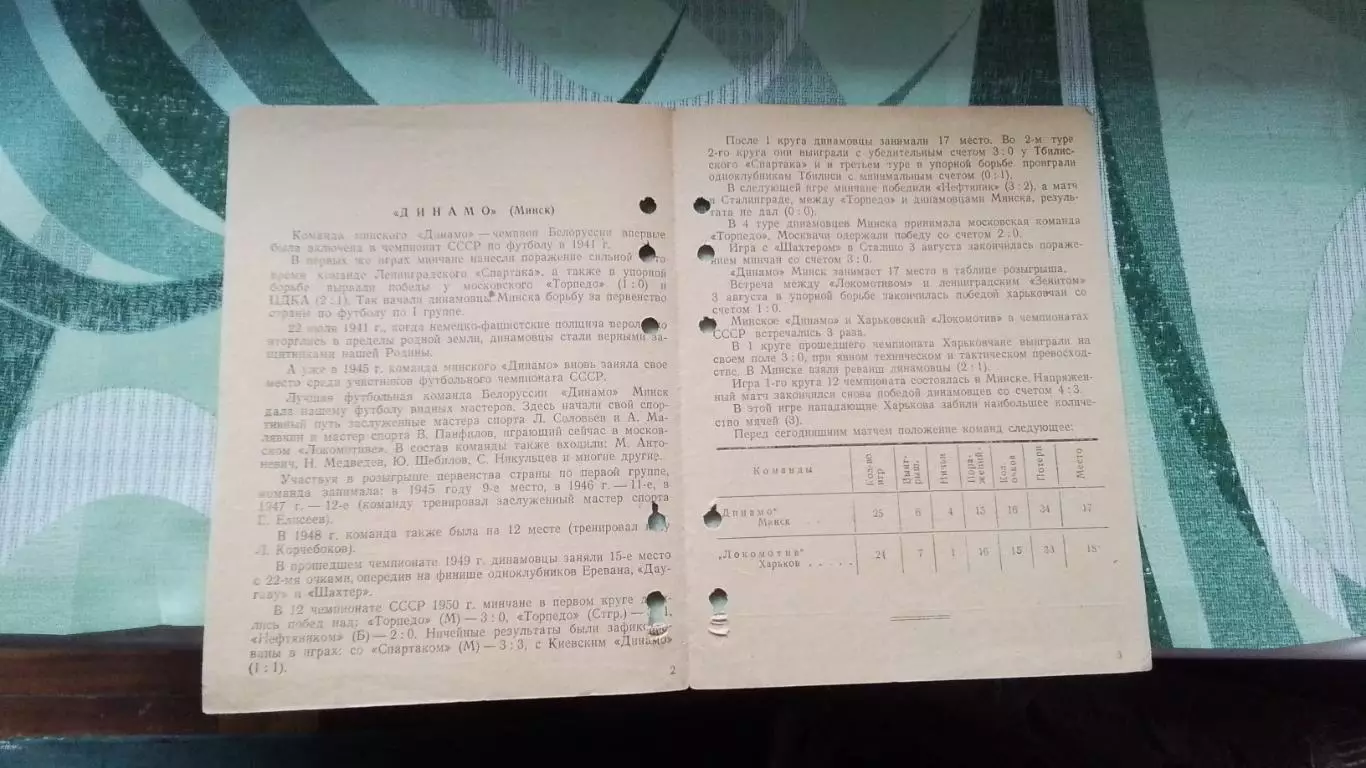 «ДИНАМО» (Минск)
Команда минского «Динамо» — чемпион Белоруссии впервые
была включена в чемпионат СССР по футболу в 1941 г.
В первых же играх минчане нанесли поражение сильной в то
время команде Ленинградского «Спартака», а также в упорной
борьбе вырвали победы у московского «Торпедо» (1 : 0) и
ЦДКА (2 : 1). Так начали динамовцы Минска борьбу за первенство
страны по футболу по I группе.
22 июля 1941 г., когда немецко-фашистские полчища
вторглись в пределы родной земли, динамовцы стали верными за-
щитниками нашей Родины.
А уже в 1945 г. команда минского «Динамо» вновь заняла свое
место среди участников футбольного чемпионата СССР.
Лучшая футбольная команда Белоруссии «Динамо» Минск
дала нашему футболу видных мастеров. Здесь начали свой спор-
тивный путь заслуженные мастера спорта Л. Соловьев и А. Ма-
лявкин и мастер спорта В. Панфилов, играющий сейчас в москов-
ском «Локомотиве». В состав команды также входили: М. Анто-
невич, Н. Медведев, Ю. Шебилов, С. Никульцев и многие другие.
Участвуя в розыгрыше первенства страны по первой группе,
команда занимала: в 1945 году 9-е место, в 1946 г. — 11-е, в
1947 г. — 12-е (команду тренировал заслуженный мастер спорта
Е. Елисеев).
В 1948 г. команда также была на 12 месте (тренировал
Л. Корчебоков).
В прошедшем чемпионате 1949 г. динамовцы заняли 15-е место
с 22-мя очками, опередив на финише одноклубников Еревана, «Дау-
гаву» и «Шахтер».
В 12 чемпионате СССР 1950 г. минчане в первом круге
лись побед над: «Торпедо» (М) — 3 : 0, «Торпедо» (Стгр.) —
«Нефтяником» (Б) — 2 : 0. Ничейные результаты были зафикси-
ваны в играх: со «Спартаком» (М) — 3 : 3, с Киевским «Динамо»
(1 : 1).
2
После 1 круга динамовцы занимали 17 место. Во 2-м туре
2-го круга они выиграли с убедительным счетом 3 : 0 у Тбилис-
ского «Спартака» и в третьем туре в упорной борьбе проиграли
одноклубникам Тбилиси с минимальным счетом (0 : 1).
В следующей игре минчане победили «Нефтяник» (3 : 2), а матч
в Сталинграде, между «Торпедо» и динамовцами Минска, резуль-
тата не дал (0 : 0).
В 4 туре динамовцев Минска принимала московская команда
«Торпедо». Москвичи одержали победу со счетом 2 : 0.
Игра с «Шахтером» в Сталино 3 августа закончилась пораже-
нием минчан со счетом 3 : 0.
«Динамо» Минск занимает 17 место в таблице розыгрыша.
Встреча между «Локомотивом» и ленинградским «Зенитом»
3 августа в упорной борьбе закончилась победой харьковчан со
счетом 1 : 0.
Минское «Динамо» и Харьковский «Локомотив» в чемпионатах
СССР встречались 3 раза.
В 1 круге прошедшего чемпионата Харьковчане выиграли на
своем поле 3 : 0, при явном техническом и тактическом превосход-
стве. В Минске взяли реванш динамовцы (2 : 1).
Игра 1-го круга 12 чемпионата состоялась в Минске. Напряжен-
ный матч закончился снова победой динамовцев со счетом 4 : 3.
В этой игре нападающие Харькова забили наибольшее количе-
ство мячей (3).
Перед сегодняшним матчем положение команд следующее:
Команды Кол-во игр Выигр­ыш. Ничьи Пора­жений. Кол. очков Потери Место
„Динамо" Минск . . 25 6 4 15 16 34 17
„Локомотив" Харьков . . . . . 24 7 1 16 15 33 18
3